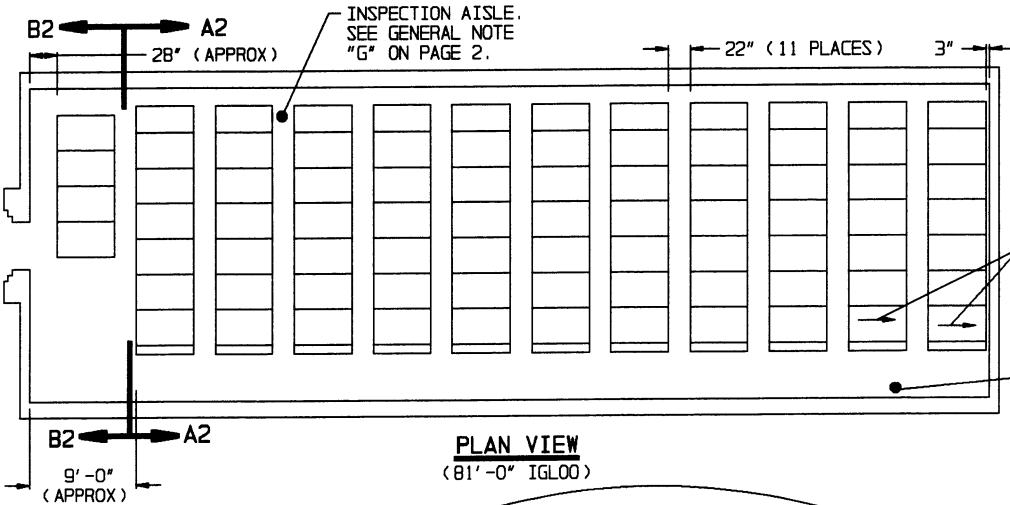 INSPECTION AISLE.
SEE GENERAL NOTE
"G" ON PAGE 2.
B2 A2
28" (APPROX)
22" (11 PLACES)
3"
B2 A2
9'-0"
(APPROX)
PLAN VIEW
(81'-0" IGLOO)